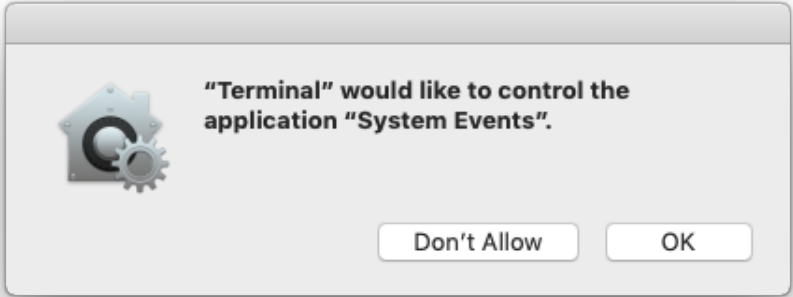 “Terminal” would like to control the
application “System Events”.
Don’t Allow
OK